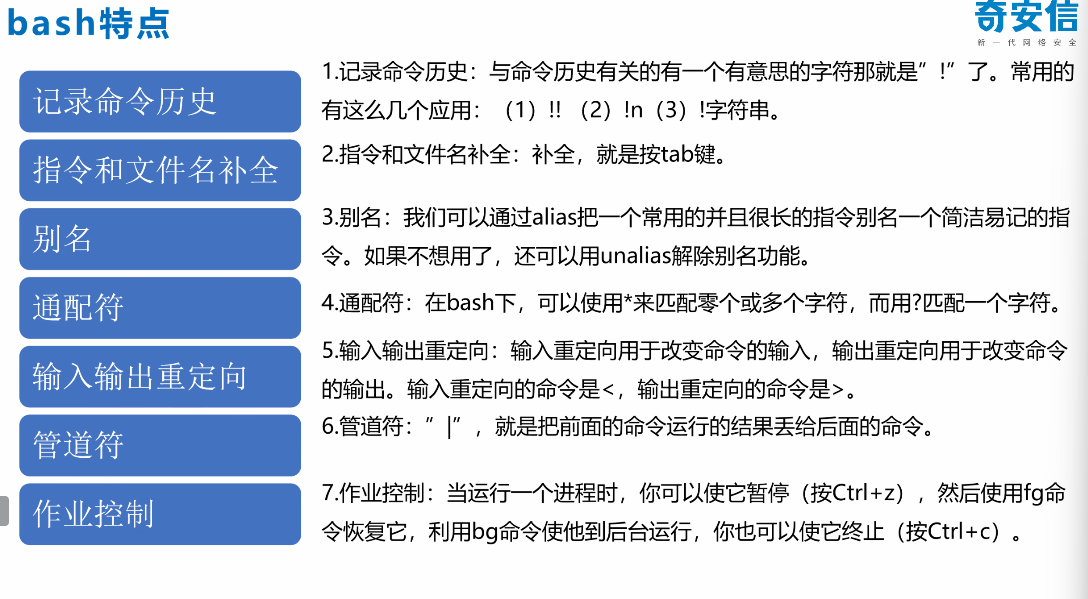 bash特点
奇安信
新一代网络安全
记录命令历史
1.记录命令历史：与命令历史有关的有一个有意思的字符那就是”!”了。常用的
有这么几个应用：（1）!! （2）!n（3）!字符串。
指令和文件名补全
2.指令和文件名补全：补全，就是按tab键。
别名
3.别名：我们可以通过alias把一个常用的并且很长的指令别名一个简洁易记的指
令。如果不想用了，还可以用unalias解除别名功能。
通配符
4.通配符：在bash下，可以使用*来匹配零个或多个字符，而用?匹配一个字符。
输入输出重定向
5.输入输出重定向：输入重定向用于改变命令的输入，输出重定向用于改变命令
的输出。输入重定向的命令是<，输出重定向的命令是>。
管道符
6.管道符：”|”，就是把前面的命令运行的结果丢给后面的命令。
作业控制
7.作业控制：当运行一个进程时，你可以使它暂停（按Ctrl+z），然后使用fg命
令恢复它，利用bg命令使他到后台运行，你也可以使它终止（按Ctrl+c）。